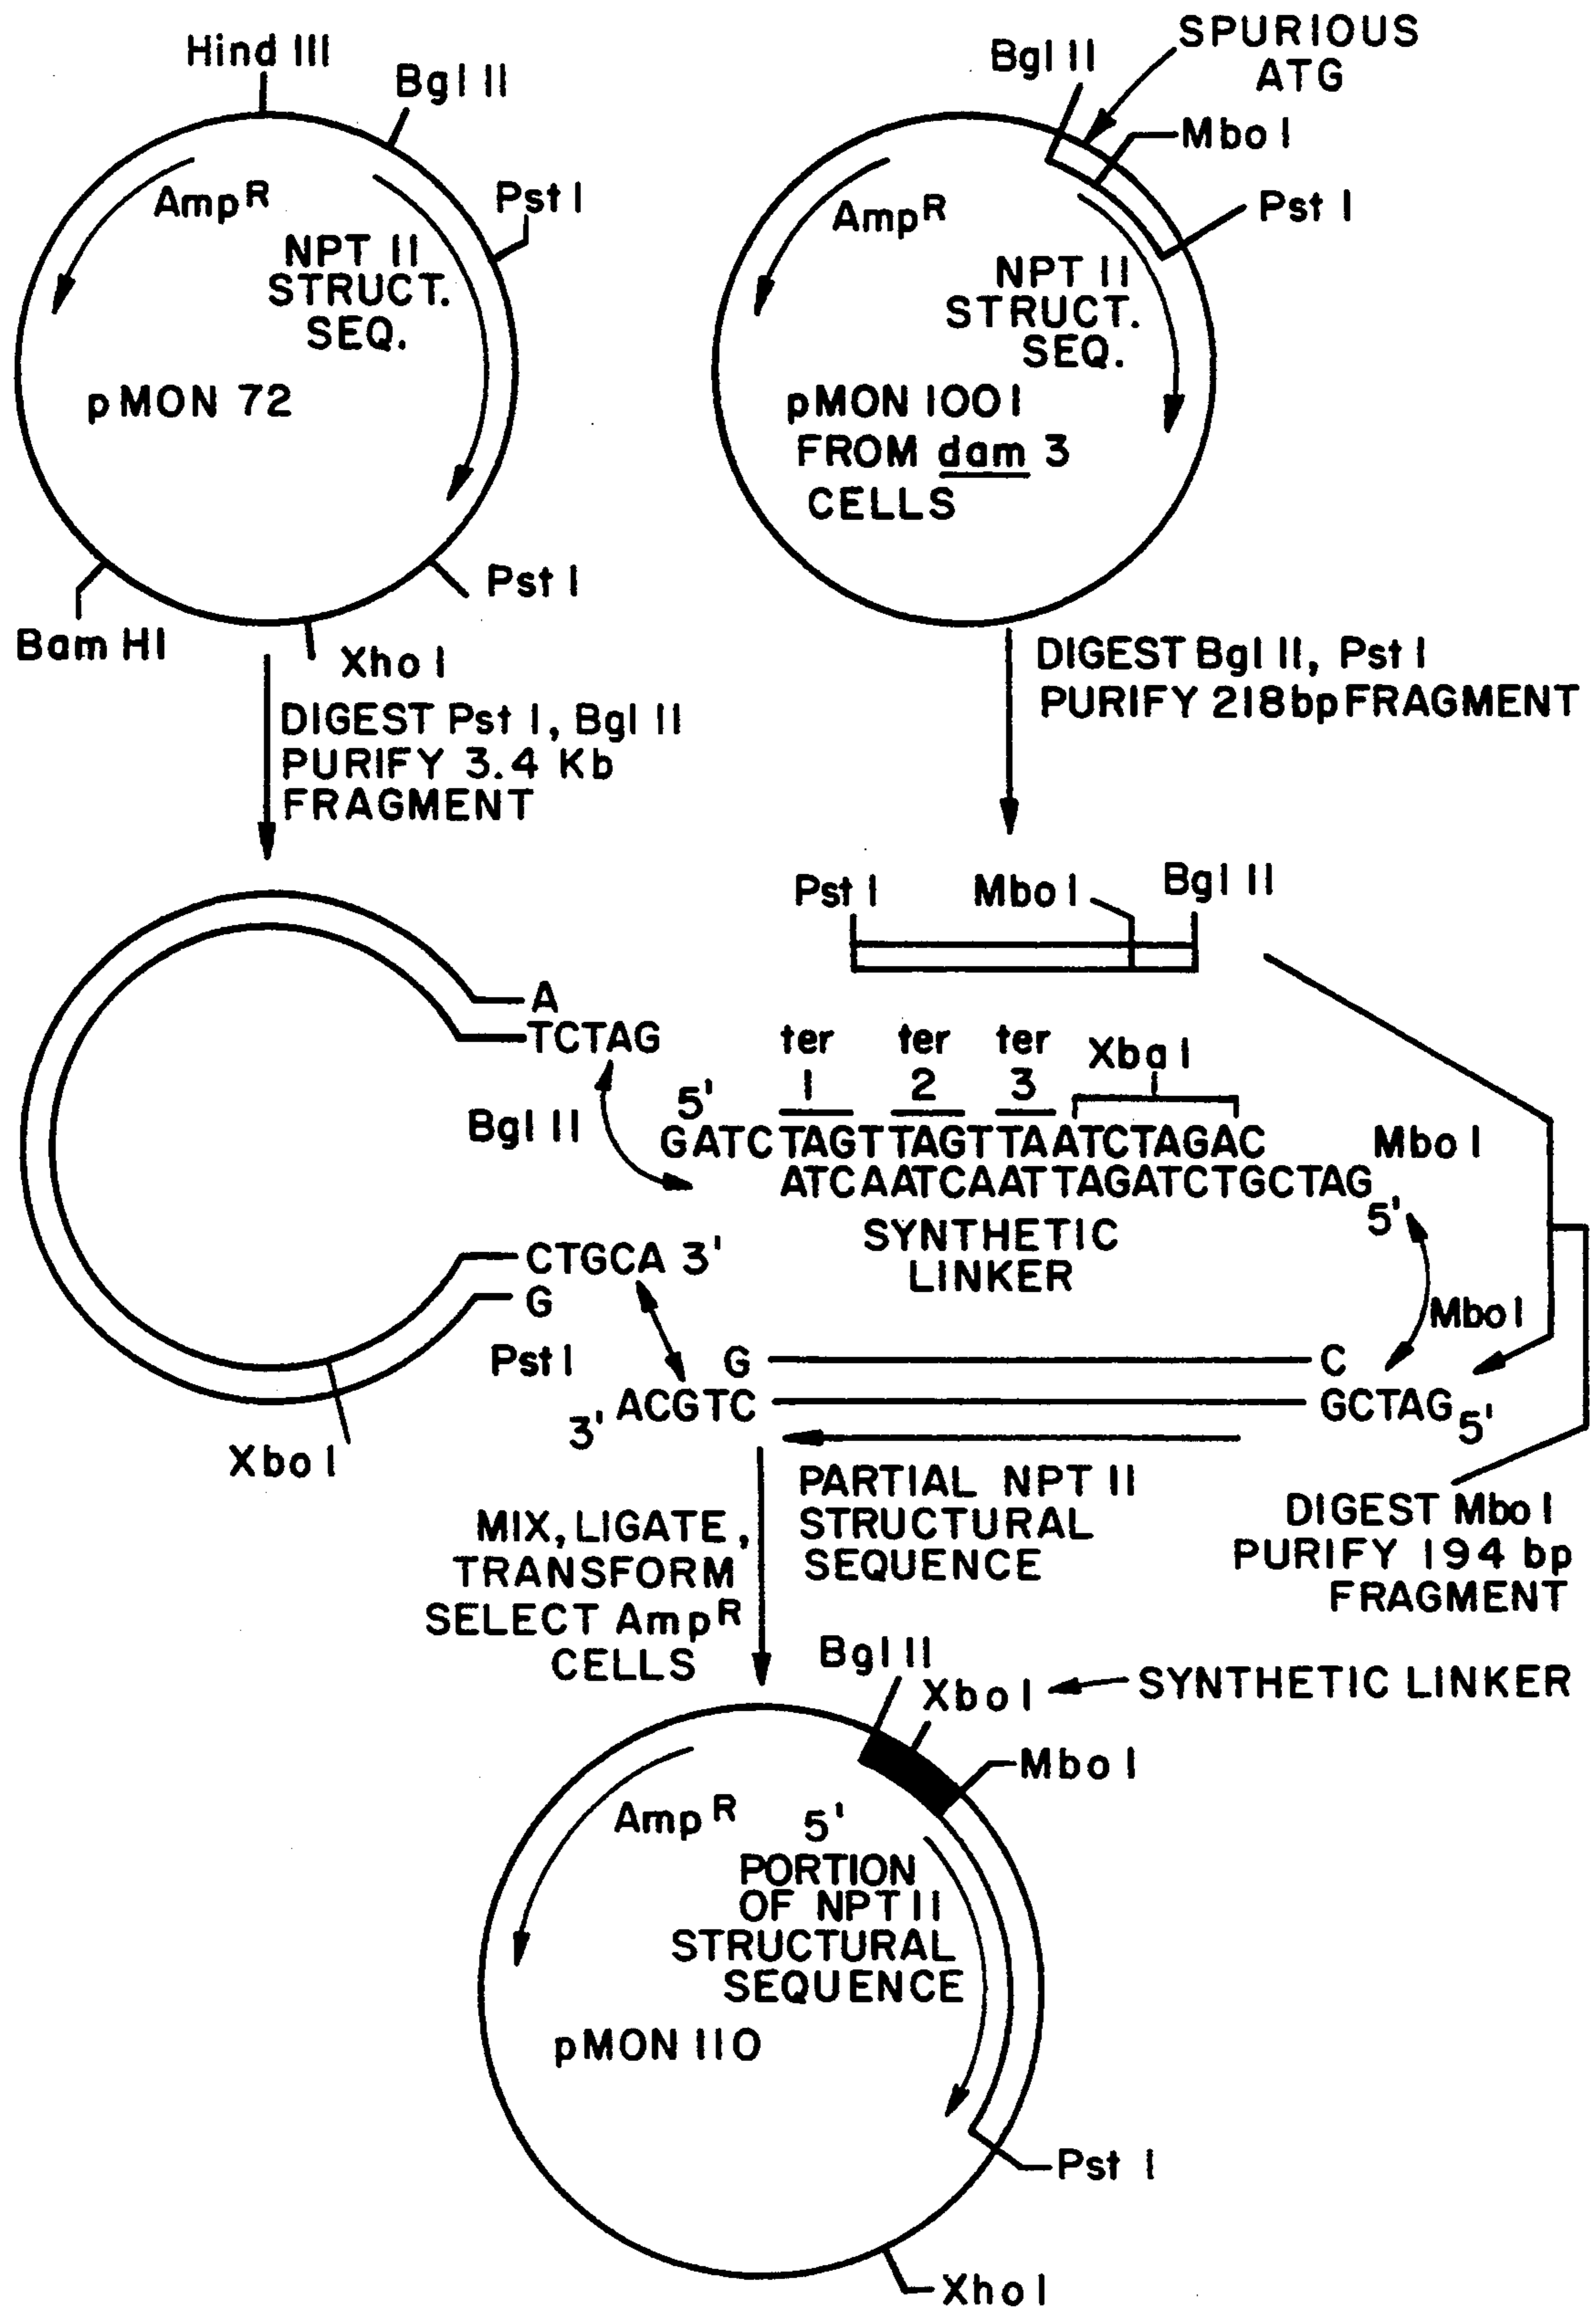 Hind III
Bgl II
Pst I
Amp R
NPT II
STRUCT.
SEQ.
pMON 72
Pst I
Bam HI
Xho I
DIGEST Pst I, Bgl II
PURIFY 3.4 Kb
FRAGMENT
SPURIOUS
ATG
Bgl II
Mbo I
Pst I
Amp R
NPT II
STRUCT.
SEQ.
pMON 1001
FROM dam 3
CELLS
DIGEST Bgl II, Pst I
PURIFY 218bp FRAGMENT
Pst I
Mbo I
Bgl II
A
TCTAG
Bgl II
ter ter ter
1 2 3
Xba I
5'
GATCTAGTTAGTTAATCTAGAC
ATCAATCAATTAGATCTGCTAG
5'
Mbo I
SYNTHETIC
LINKER
CTGCA 3'
G
Pst I
Mbo I
G
C
3' ACGTC
GCTAG 5'
Xbo I
PARTIAL NPT II
STRUCTURAL
SEQUENCE
DIGEST Mbo I
PURIFY 194 bp
FRAGMENT
MIX, LIGATE,
TRANSFORM
SELECT Amp R
CELLS
Bgl II
Xbo I
SYNTHETIC LINKER
Mbo I
Amp R
5'
PORTION
OF NPT II
STRUCTURAL
SEQUENCE
pMON 110
Pst I
Xho I